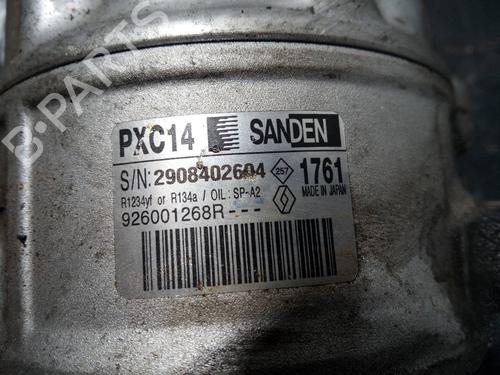 B-PARTS
PXC14 SANDEN
S/N: 2908402604 257 1761
R1234yf or R134a / OIL: SP-A2 MADE IN JAPAN
926001268R---